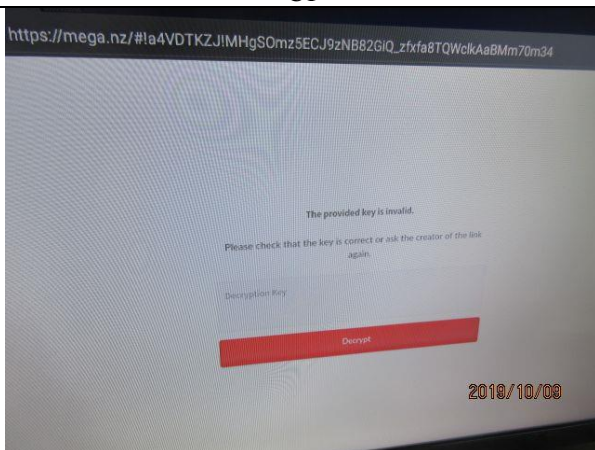 https://mega.nz/#!a4VDTKZJ!MHgSOmz5ECJ9zNB82GiQ_zfxfa8TQWclkAaBMm70m34
The provided key is invalid.
Please check that the key is correct or ask the creator of the link
again.
Decryption Key
Decrypt
2019/10/09